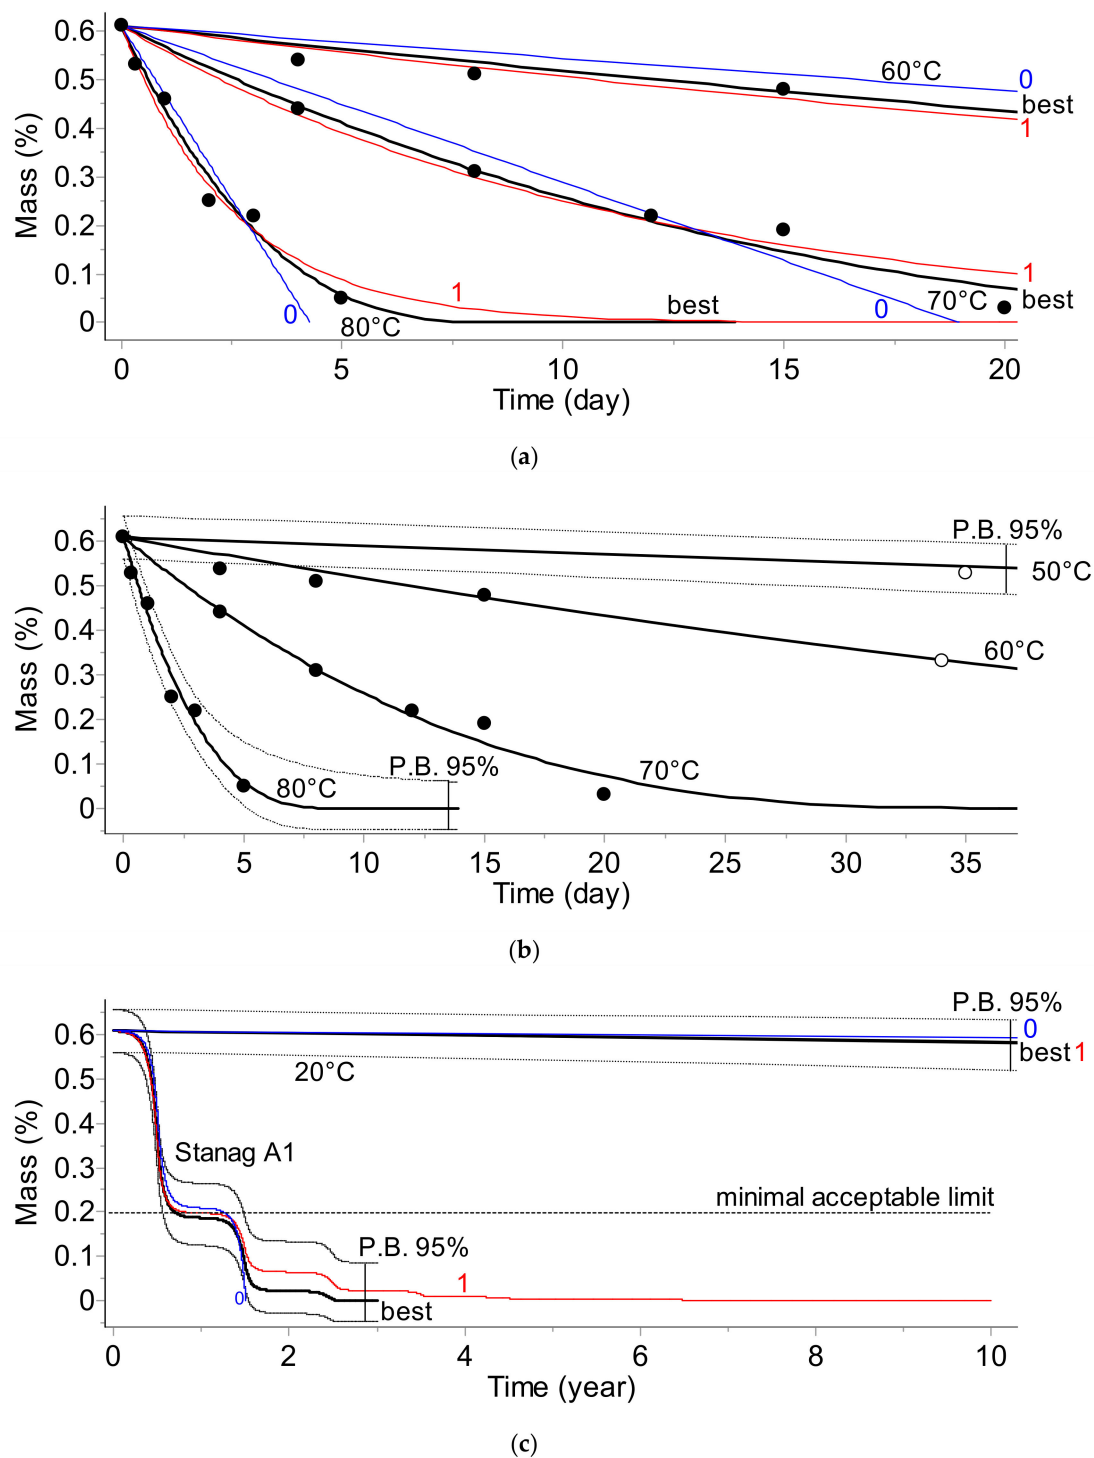 0.6
0.5
0.4
0.3
0.2
0.1
0
Mass (%)
60°C
0
best
1
1
best
70°C
0
best
1
0
80°C
0 5 10 15 20
Time (day)
(a)
P.B. 95%
0.6
0.5
0.4
0.3
0.2
0.1
0
Mass (%)
50°C
60°C
70°C
P.B. 95%
80°C
0 5 10 15 20 25 30 35
Time (day)
(b)
P.B. 95%
0.6
0.5
0.4
0.3
0.2
0.1
0
Mass (%)
0
best 1
20°C
Stanag A1
minimal acceptable limit
P.B. 95%
1
0
best
0 2 4 6 8 10
Time (year)
(c)